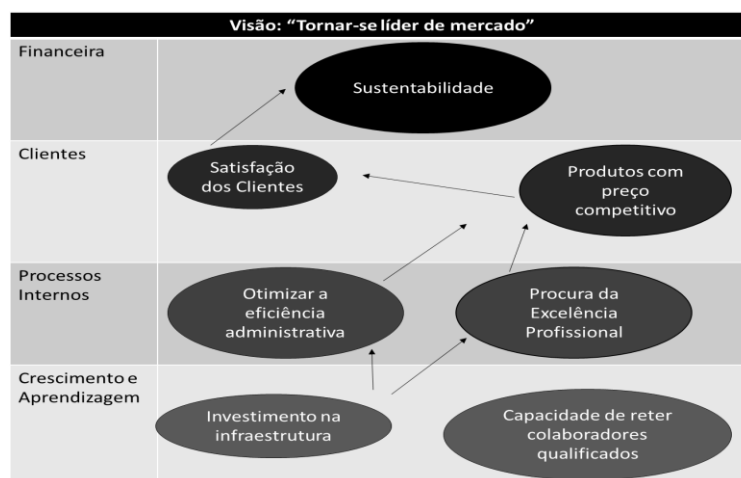 Visão: “Tornar-se líder de mercado”
Financeira
Sustentabilidade
Clientes
Satisfação
dos Clientes
Produtos com
preço
competitivo
Processos
Internos
Otimizar a
eficiência
administrativa
Procura da
Excelência
Profissional
Crescimento e
Aprendizagem
Investimento na
infraestrutura
Capacidade de reter
colaboradores
qualificados